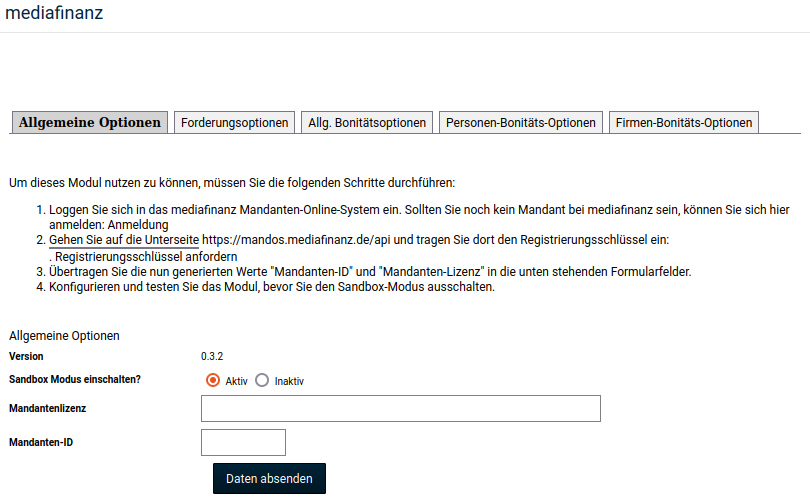 mediafinanz
Allgemeine Optionen Forderungsoptionen Allg. Bonitätsoptionen Personen-Bonitäts-Optionen Firmen-Bonitäts-Optionen
Um dieses Modul nutzen zu können, müssen Sie die folgenden Schritte durchführen:
1. Loggen Sie sich in das mediafinanz Mandanten-Online-System ein. Sollten Sie noch kein Mandant bei mediafinanz sein, können Sie sich hier
anmelden: Anmeldung
2. Gehen Sie auf die Unterseite https://mandos.mediafinanz.de/api und tragen Sie dort den Registrierungsschlüssel ein:
. Registrierungsschlüssel anfordern
3. Übertragen Sie die nun generierten Werte "Mandanten-ID" und "Mandanten-Lizenz" in die unten stehenden Formularfelder.
4. Konfigurieren und testen Sie das Modul, bevor Sie den Sandbox-Modus ausschalten.
Allgemeine Optionen
Version 0.3.2
Sandbox Modus einschalten? Aktiv Inaktiv
Mandantenlizenz
Mandanten-ID
Daten absenden